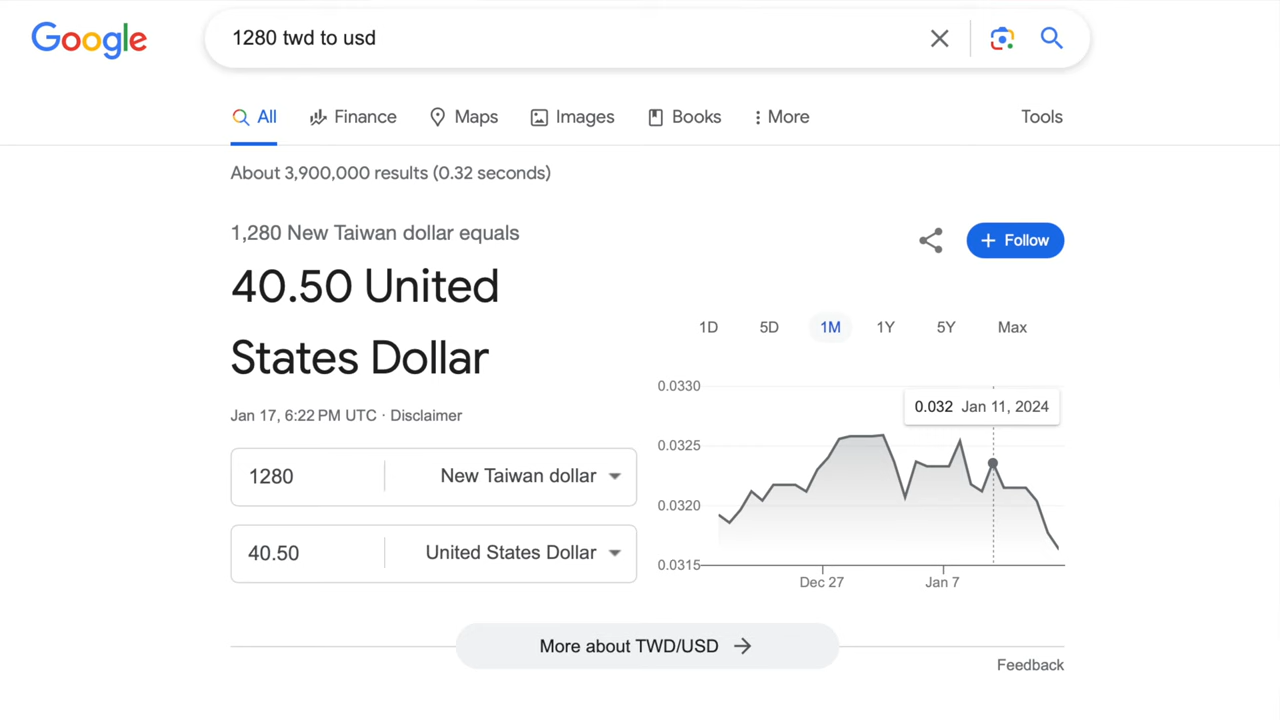 Google
1280 twd to usd
All Finance Maps Images Books More Tools
About 3,900,000 results (0.32 seconds)
1,280 New Taiwan dollar equals
40.50 United
States Dollar
Jan 17, 6:22 PM UTC · Disclaimer
1280 New Taiwan dollar
40.50 United States Dollar
+ Follow
1D 5D 1M 1Y 5Y Max
0.0330
0.032 Jan 11, 2024
0.0325
0.0320
0.0315
Dec 27 Jan 7
More about TWD/USD →
Feedback